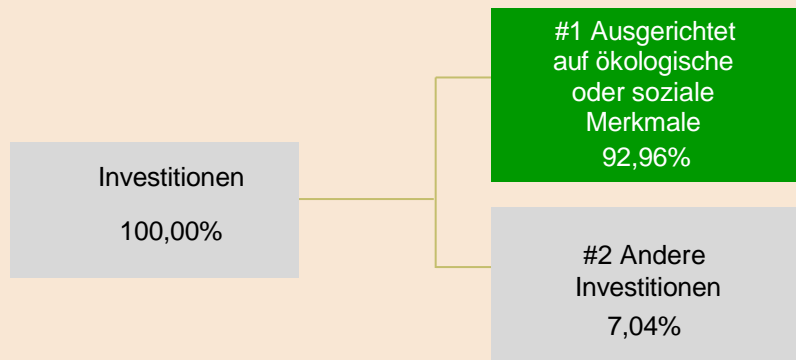 Investitionen
100,00%
#1 Ausgerichtet
auf ökologische
oder soziale
Merkmale
92,96%
#2 Andere
Investitionen
7,04%